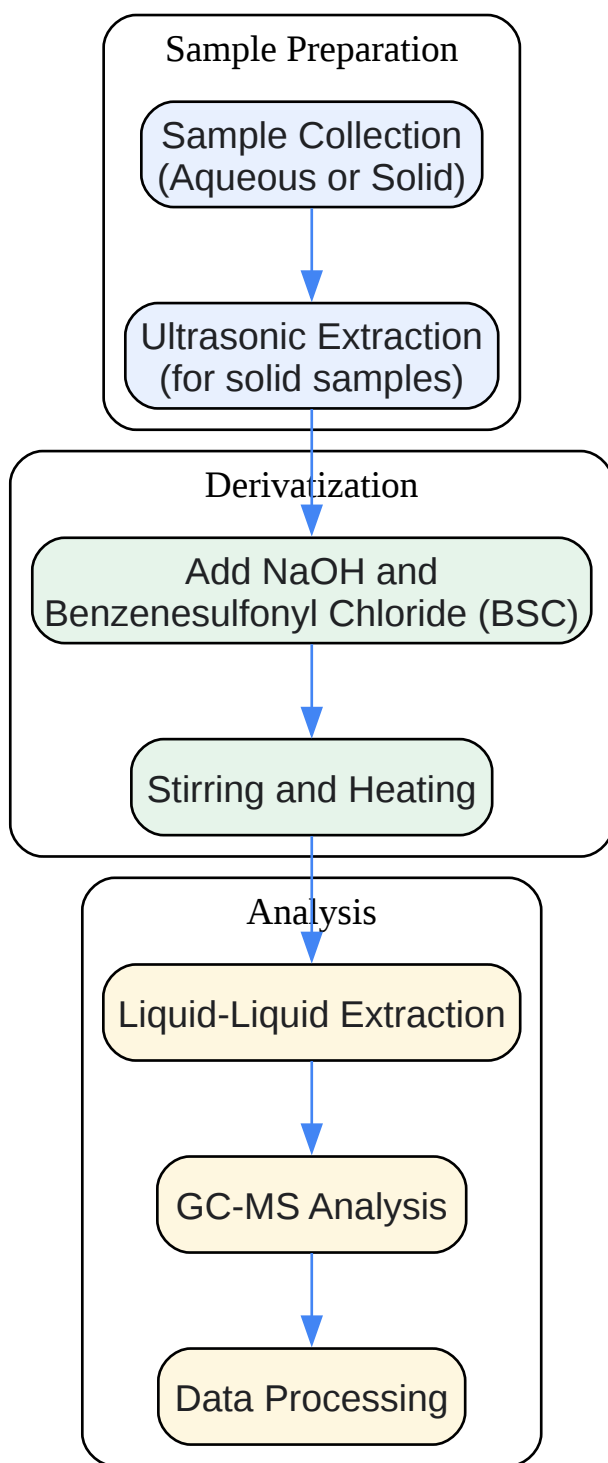 Sample Preparation
Sample Collection
(Aqueous or Solid)
Ultrasonic Extraction
(for solid samples)
Derivatization
Add NaOH and
Benzenesulfonyl Chloride (BSC)
Stirring and Heating
Analysis
Liquid-Liquid Extraction
GC-MS Analysis
Data Processing